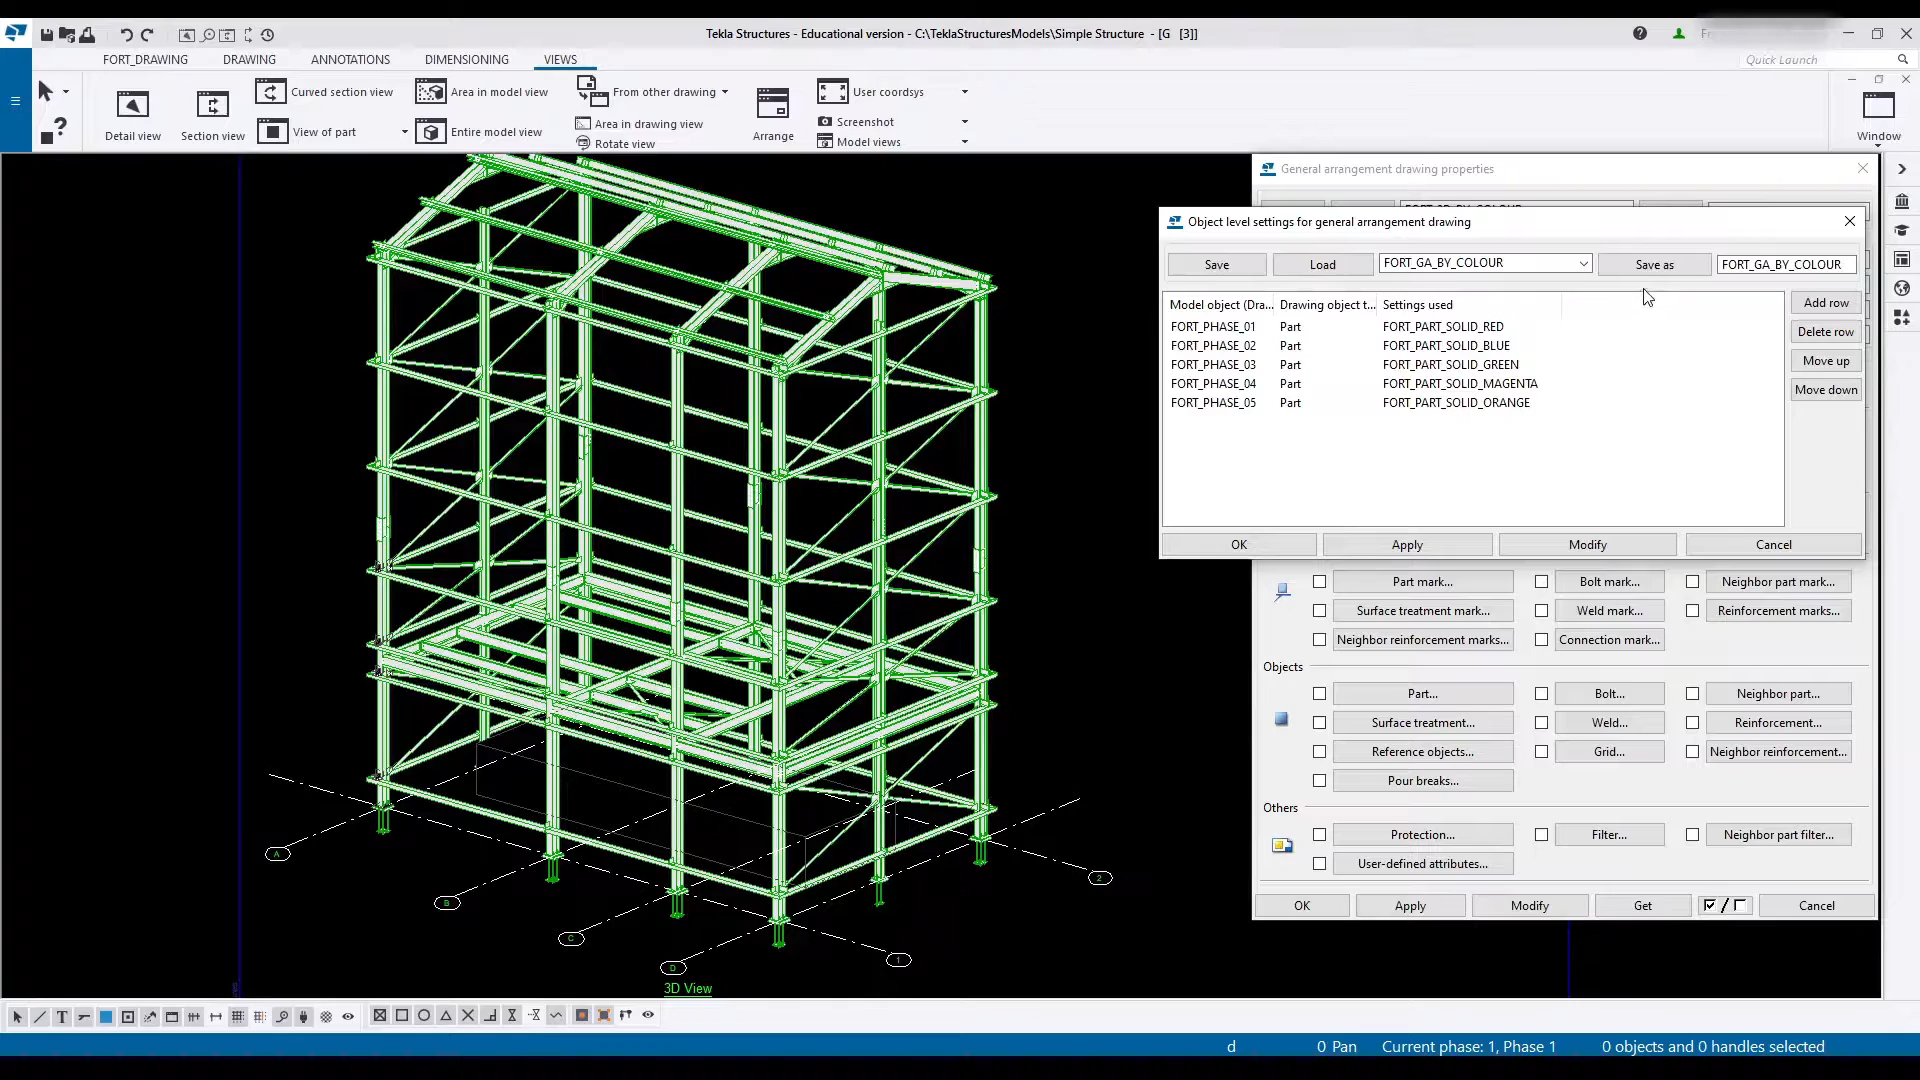 Tekla Structures - Educational version - C:\TeklaStructuresModels\Simple Structure - [G [3]]
FORT_DRAWING DRAWING ANNOTATIONS DIMENSIONING VIEWS
Quick Launch
Detail view
Section view
Curved section view
View of part
Area in model view
Entire model view
From other drawing
Area in drawing view
Rotate view
Arrange
User coordsys
Screenshot
Model views
Window
General arrangement drawing properties
Object level settings for general arrangement drawing
Save Load FORT_GA_BY_COLOUR Save as FORT_GA_BY_COLOUR
Model object (Dra... Drawing object t... Settings used
FORT_PHASE_01 Part FORT_PART_SOLID_RED
FORT_PHASE_02 Part FORT_PART_SOLID_BLUE
FORT_PHASE_03 Part FORT_PART_SOLID_GREEN
FORT_PHASE_04 Part FORT_PART_SOLID_MAGENTA
FORT_PHASE_05 Part FORT_PART_SOLID_ORANGE
Add row
Delete row
Move up
Move down
OK Apply Modify Cancel
Part mark... Bolt mark... Neighbor part mark...
Surface treatment mark... Weld mark... Reinforcement marks...
Neighbor reinforcement marks... Connection mark...
Objects
Part... Bolt... Neighbor part...
Surface treatment... Weld... Reinforcement...
Reference objects... Grid... Neighbor reinforcement...
Pour breaks...
Others
Protection... Filter... Neighbor part filter...
User-defined attributes...
OK Apply Modify Get / Cancel
A
B
C
D
1
2
3D View
d 0 Pan Current phase: 1, Phase 1 0 objects and 0 handles selected